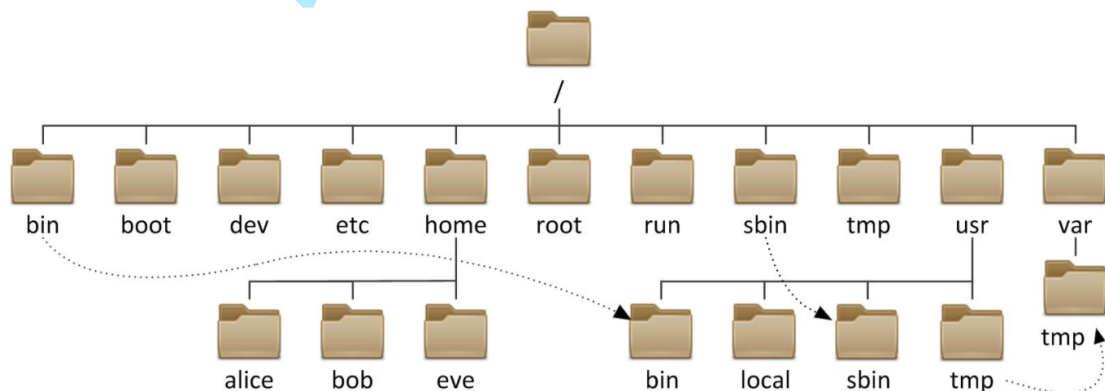 /
bin boot dev etc home root run sbin tmp usr var
tmp
alice bob eve bin local sbin tmp